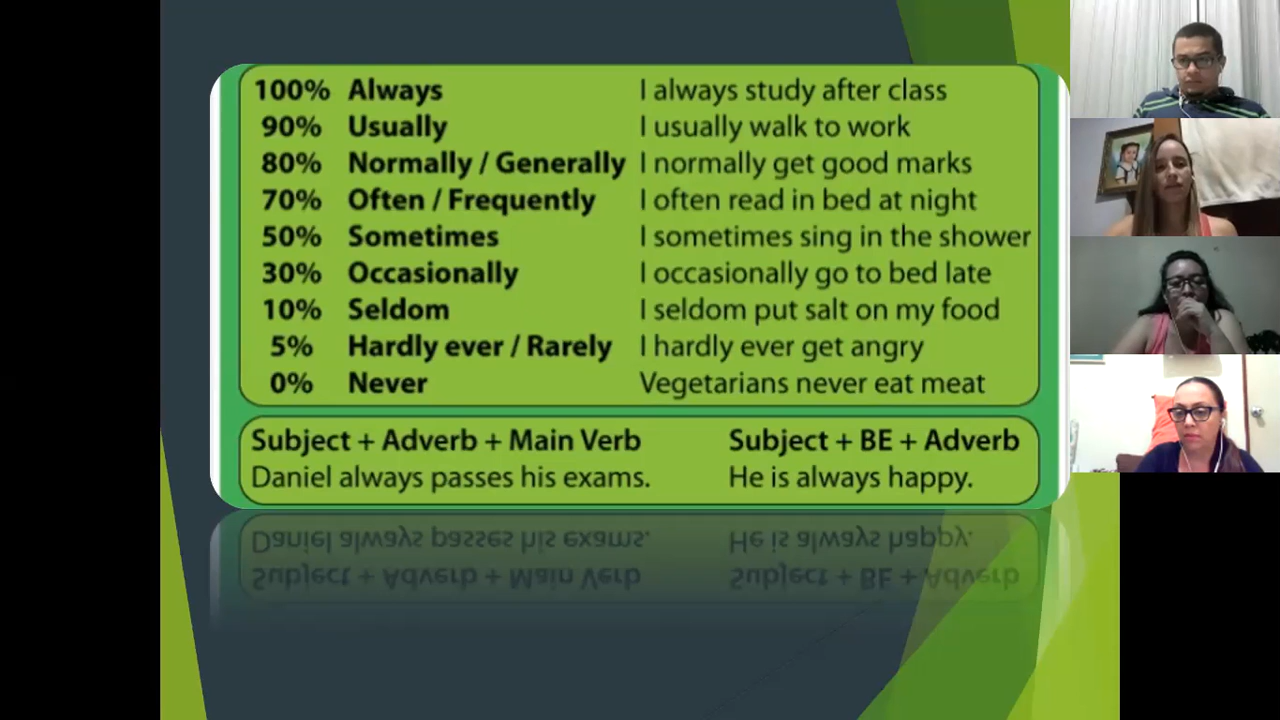 100% Always I always study after class
90% Usually I usually walk to work
80% Normally / Generally I normally get good marks
70% Often / Frequently I often read in bed at night
50% Sometimes I sometimes sing in the shower
30% Occasionally I occasionally go to bed late
10% Seldom I seldom put salt on my food
5% Hardly ever / Rarely I hardly ever get angry
0% Never Vegetarians never eat meat
Subject + Adverb + Main Verb Subject + BE + Adverb
Daniel always passes his exams. He is always happy.